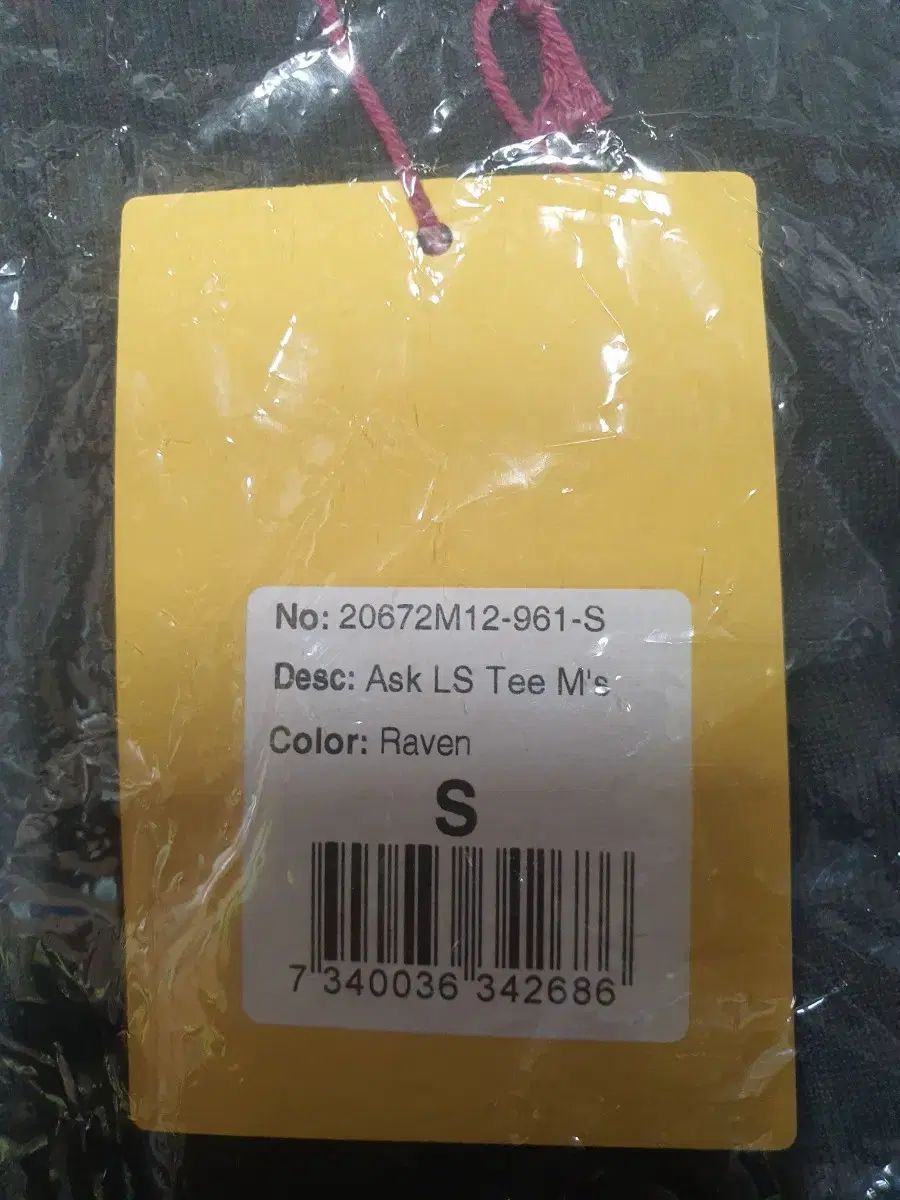 No: 20672M12-961-S
Desc: Ask LS Tee M's
Color: Raven
S
7 340036 342686